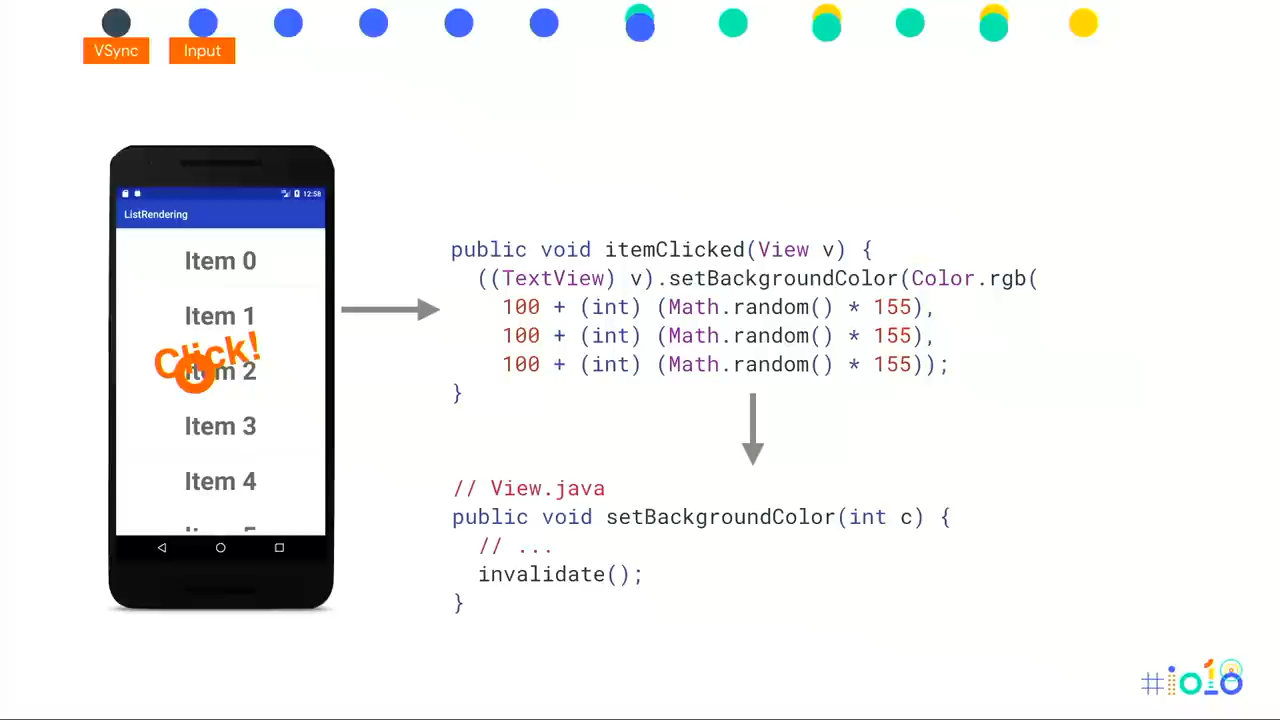 VSync
Input
12:58
ListRendering
Item 0
Item 1
Click!
Item 2
Item 3
Item 4
public void itemClicked(View v) {
((TextView) v).setBackgroundColor(Color.rgb(
100 + (int) (Math.random() * 155),
100 + (int) (Math.random() * 155),
100 + (int) (Math.random() * 155));
}
// View.java
public void setBackgroundColor(int c) {
// ...
invalidate();
}
#io18